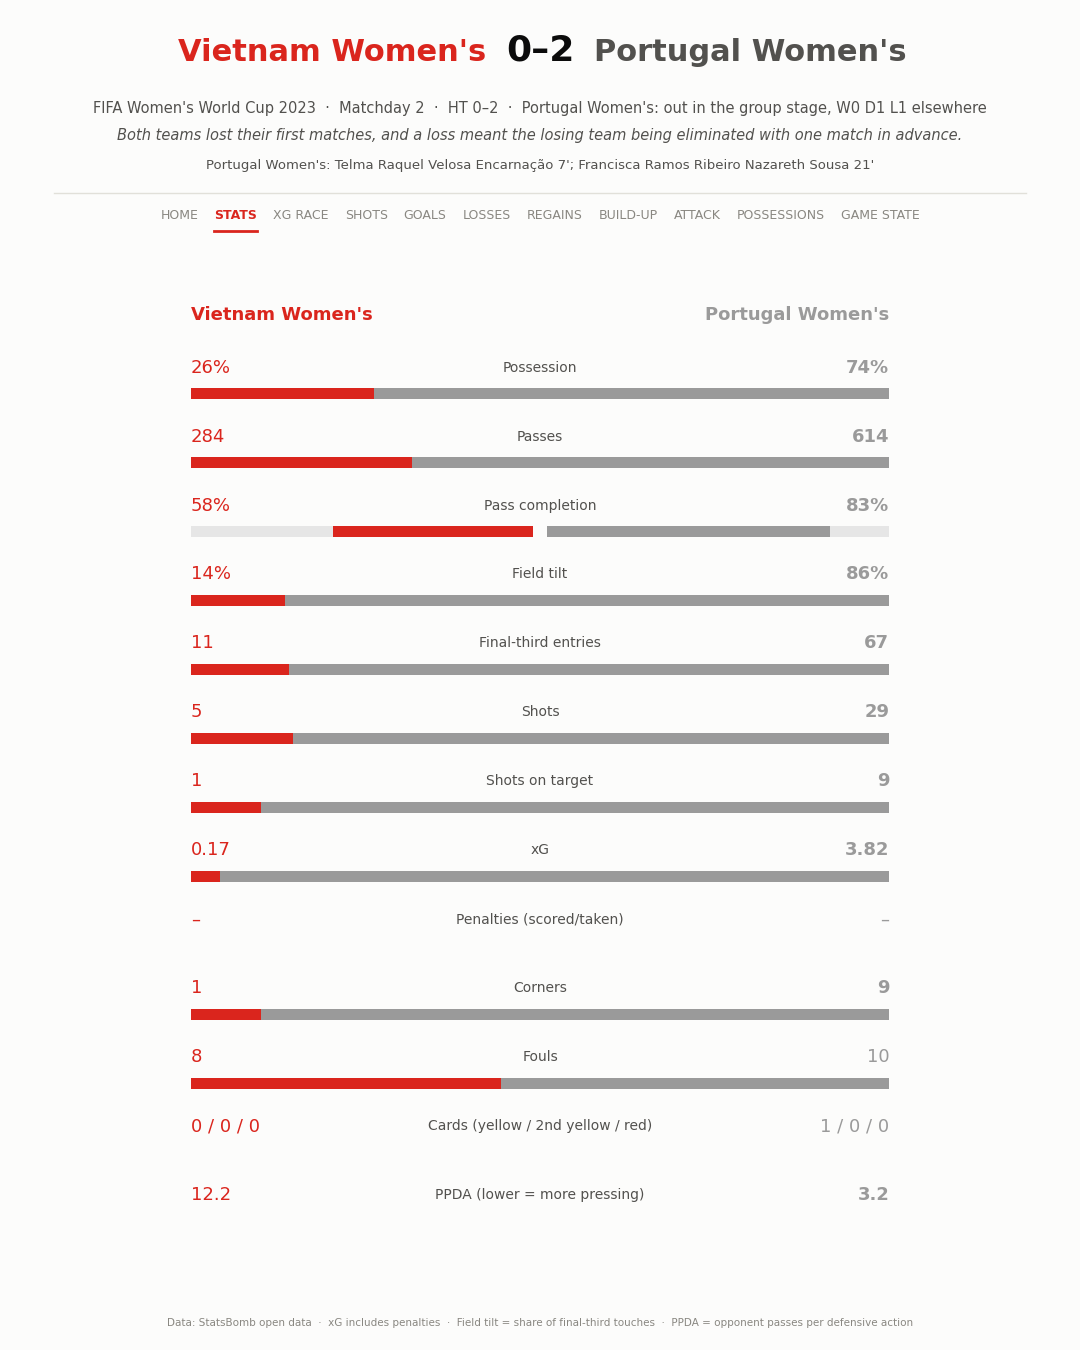 Vietnam Women's 0–2 Portugal Women's
FIFA Women's World Cup 2023 · Matchday 2 · HT 0–2 · Portugal Women's: out in the group stage, W0 D1 L1 elsewhere
Both teams lost their first matches, and a loss meant the losing team being eliminated with one match in advance.
Portugal Women's: Telma Raquel Velosa Encarnação 7'; Francisca Ramos Ribeiro Nazareth Sousa 21'
HOME STATS XG RACE SHOTS GOALS LOSSES REGAINS BUILD-UP ATTACK POSSESSIONS GAME STATE
Vietnam Women's Portugal Women's
26% Possession 74%
284 Passes 614
58% Pass completion 83%
14% Field tilt 86%
11 Final-third entries 67
5 Shots 29
1 Shots on target 9
0.17 xG 3.82
– Penalties (scored/taken) –
1 Corners 9
8 Fouls 10
0 / 0 / 0 Cards (yellow / 2nd yellow / red) 1 / 0 / 0
12.2 PPDA (lower = more pressing) 3.2
Data: StatsBomb open data · xG includes penalties · Field tilt = share of final-third touches · PPDA = opponent passes per defensive action